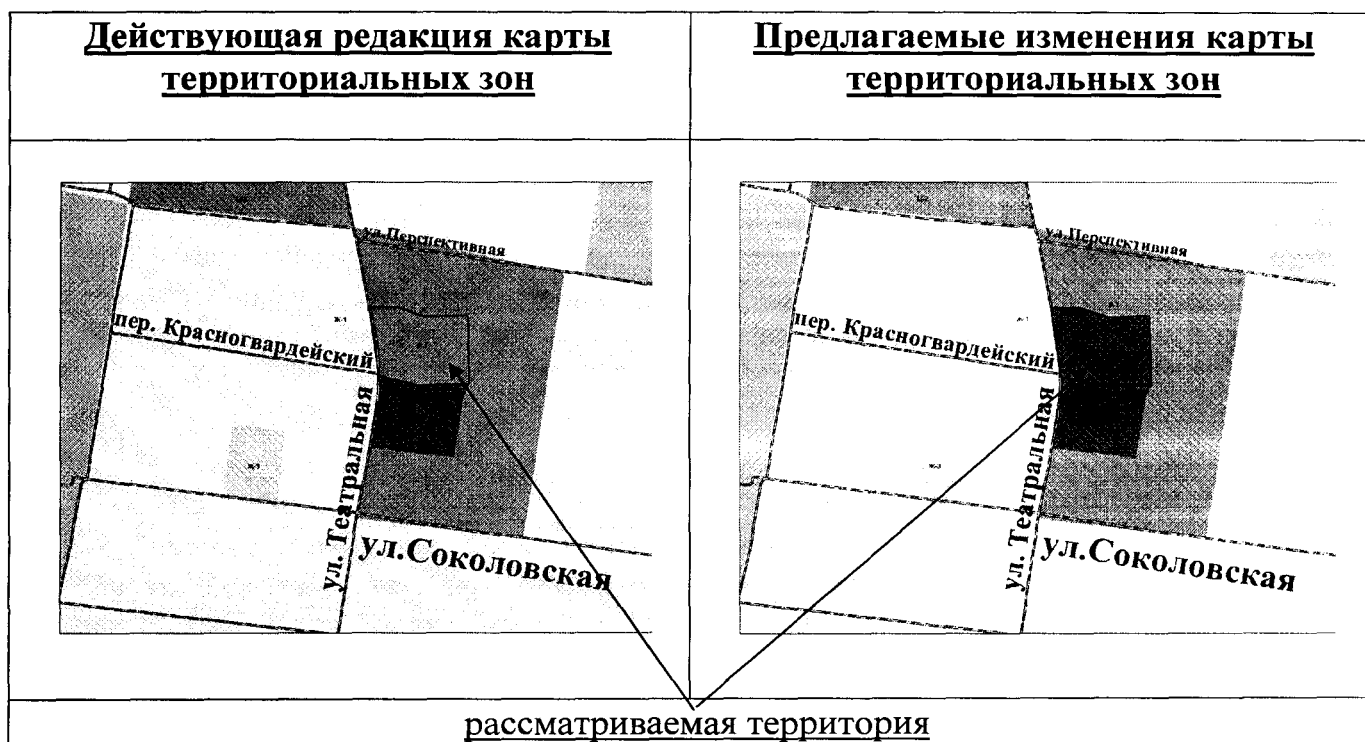 Действующая редакция карты
территориальных зон
Предлагаемые изменения карты
территориальных зон
ул.Перспективная
пер. Красногвардейский
Ж-1
ул. Театральная
ул.Соколовская
ул.Перспективная
пер. Красногвардейский
ул. Театральная
ул.Соколовская
рассматриваемая территория